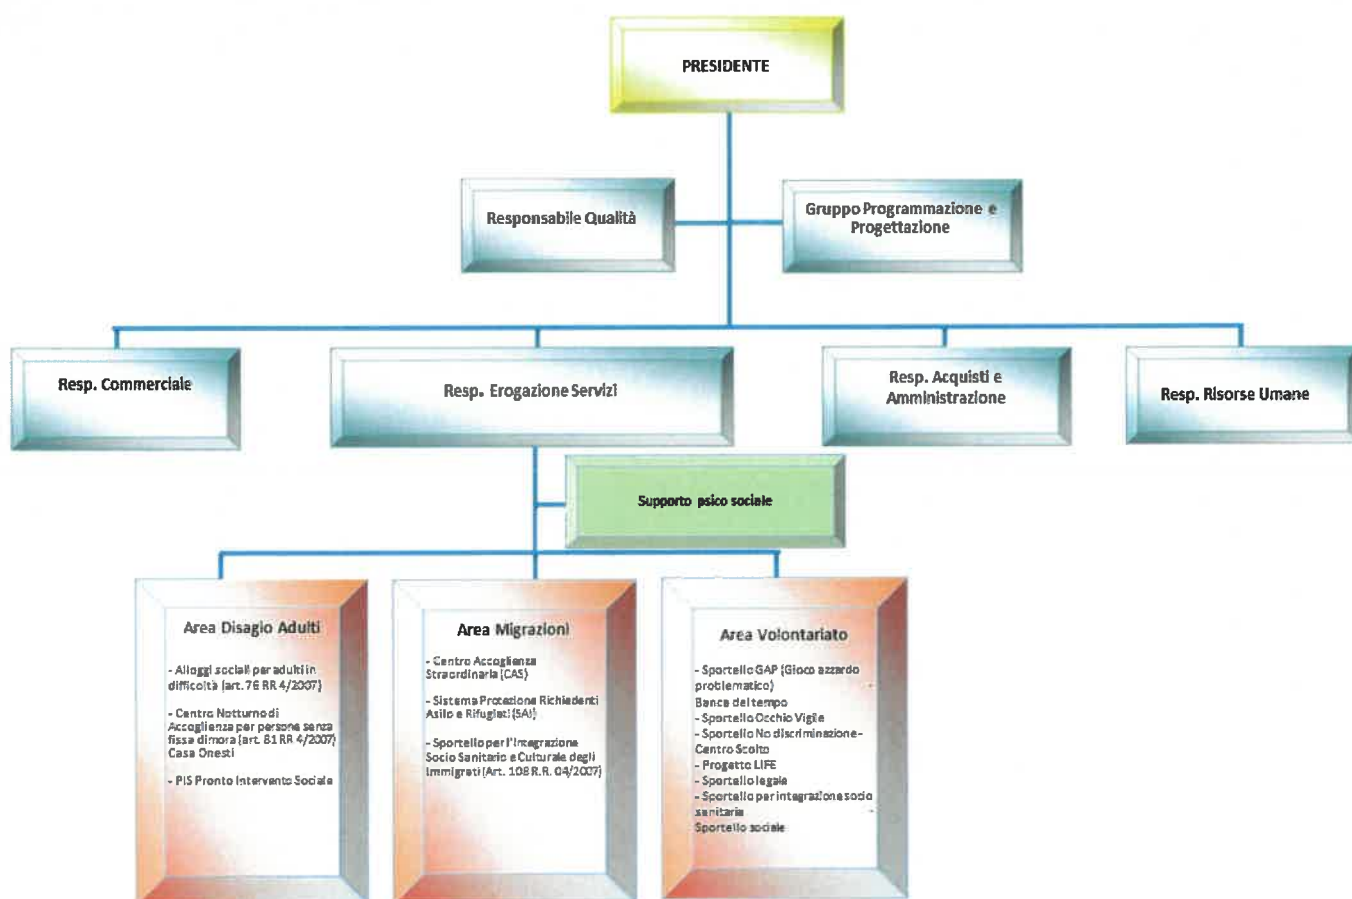 PRESIDENTE
Responsabile Qualità
Gruppo Programmazione e
Progettazione
Resp. Commerciale
Resp. Erogazione Servizi
Resp. Acquisti e
Amministrazione
Resp. Risorse Umane
Supporto psico sociale
Area Disagio Adulti
- Alloggi sociali per adulti in
difficoltà (art. 76 RR 4/2007)
- Centro Notturno di
Accoglienza per persone senza
fissa dimora (art. 81 RR 4/2007)
Casa Onesti
- PIS Pronto Intervento Sociale
Area Migrazioni
- Centro Accoglienza
Straordinaria (CAS)
- Sistema Protezione Richiedenti
Asilo e Rifugiati (SAI)
- Sportello per l'Integrazione
Socio Sanitario e Culturale degli
Immigrati (Art. 108 R.R. 04/2007)
Area Volontariato
- Sportello GAP (Gioco azzardo
problematico) -
Banca del tempo
- Sportello Occhio Vigile
- Sportello No discriminazione -
Centro Scolto
- Progetto LIFE
- Sportello legale
- Sportello per integrazione socio
sanitaria -
Sportello sociale